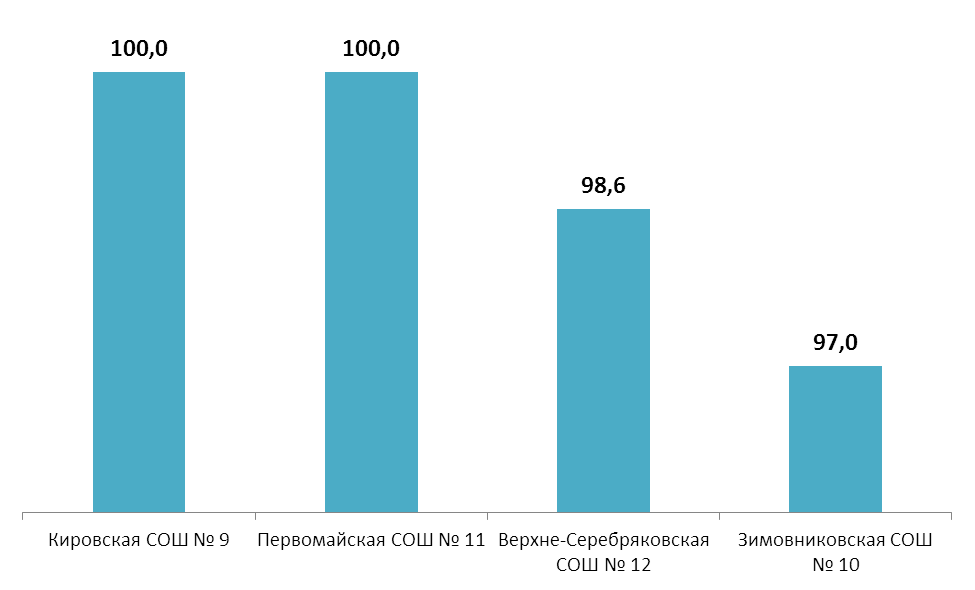 100,0
100,0
98,6
97,0
Кировская СОШ № 9
Первомайская СОШ № 11
Верхне-Серебряковская
СОШ № 12
Зимовниковская СОШ
№ 10